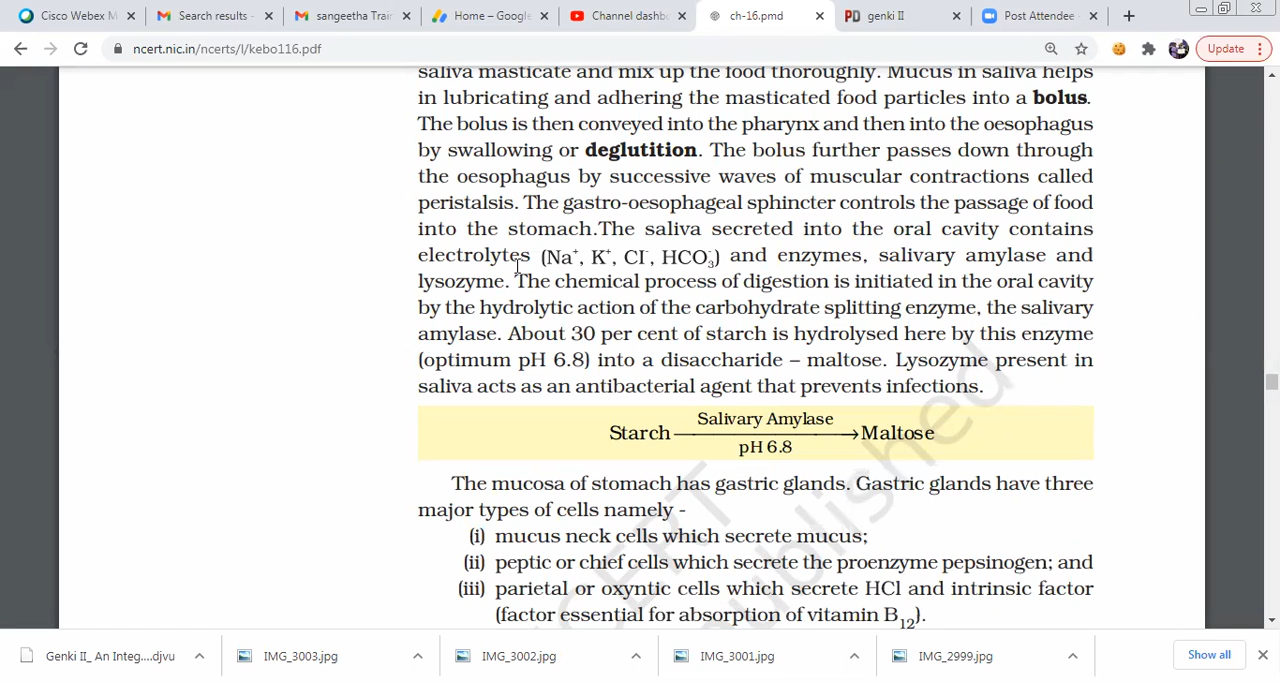 Cisco Webex M
Search results -
sangeetha Train
Home – Google
Channel dashb
ch-16.pmd
PD genki II
Post Attendee
ncert.nic.in/ncerts/l/kebo116.pdf
Update
saliva masticate and mix up the food thoroughly. Mucus in saliva helps
in lubricating and adhering the masticated food particles into a bolus.
The bolus is then conveyed into the pharynx and then into the oesophagus
by swallowing or deglutition. The bolus further passes down through
the oesophagus by successive waves of muscular contractions called
peristalsis. The gastro-oesophageal sphincter controls the passage of food
into the stomach.The saliva secreted into the oral cavity contains
electrolytes (Na⁺, K⁺, Cl⁻, HCO₃⁻) and enzymes, salivary amylase and
lysozyme. The chemical process of digestion is initiated in the oral cavity
by the hydrolytic action of the carbohydrate splitting enzyme, the salivary
amylase. About 30 per cent of starch is hydrolysed here by this enzyme
(optimum pH 6.8) into a disaccharide – maltose. Lysozyme present in
saliva acts as an antibacterial agent that prevents infections.
Salivary Amylase
Starch → Maltose
pH 6.8
The mucosa of stomach has gastric glands. Gastric glands have three
major types of cells namely -
(i) mucus neck cells which secrete mucus;
(ii) peptic or chief cells which secrete the proenzyme pepsinogen; and
(iii) parietal or oxyntic cells which secrete HCl and intrinsic factor
(factor essential for absorption of vitamin B₁₂).
Genki II_ An Integ....djvu
IMG_3003.jpg
IMG_3002.jpg
IMG_3001.jpg
IMG_2999.jpg
Show all